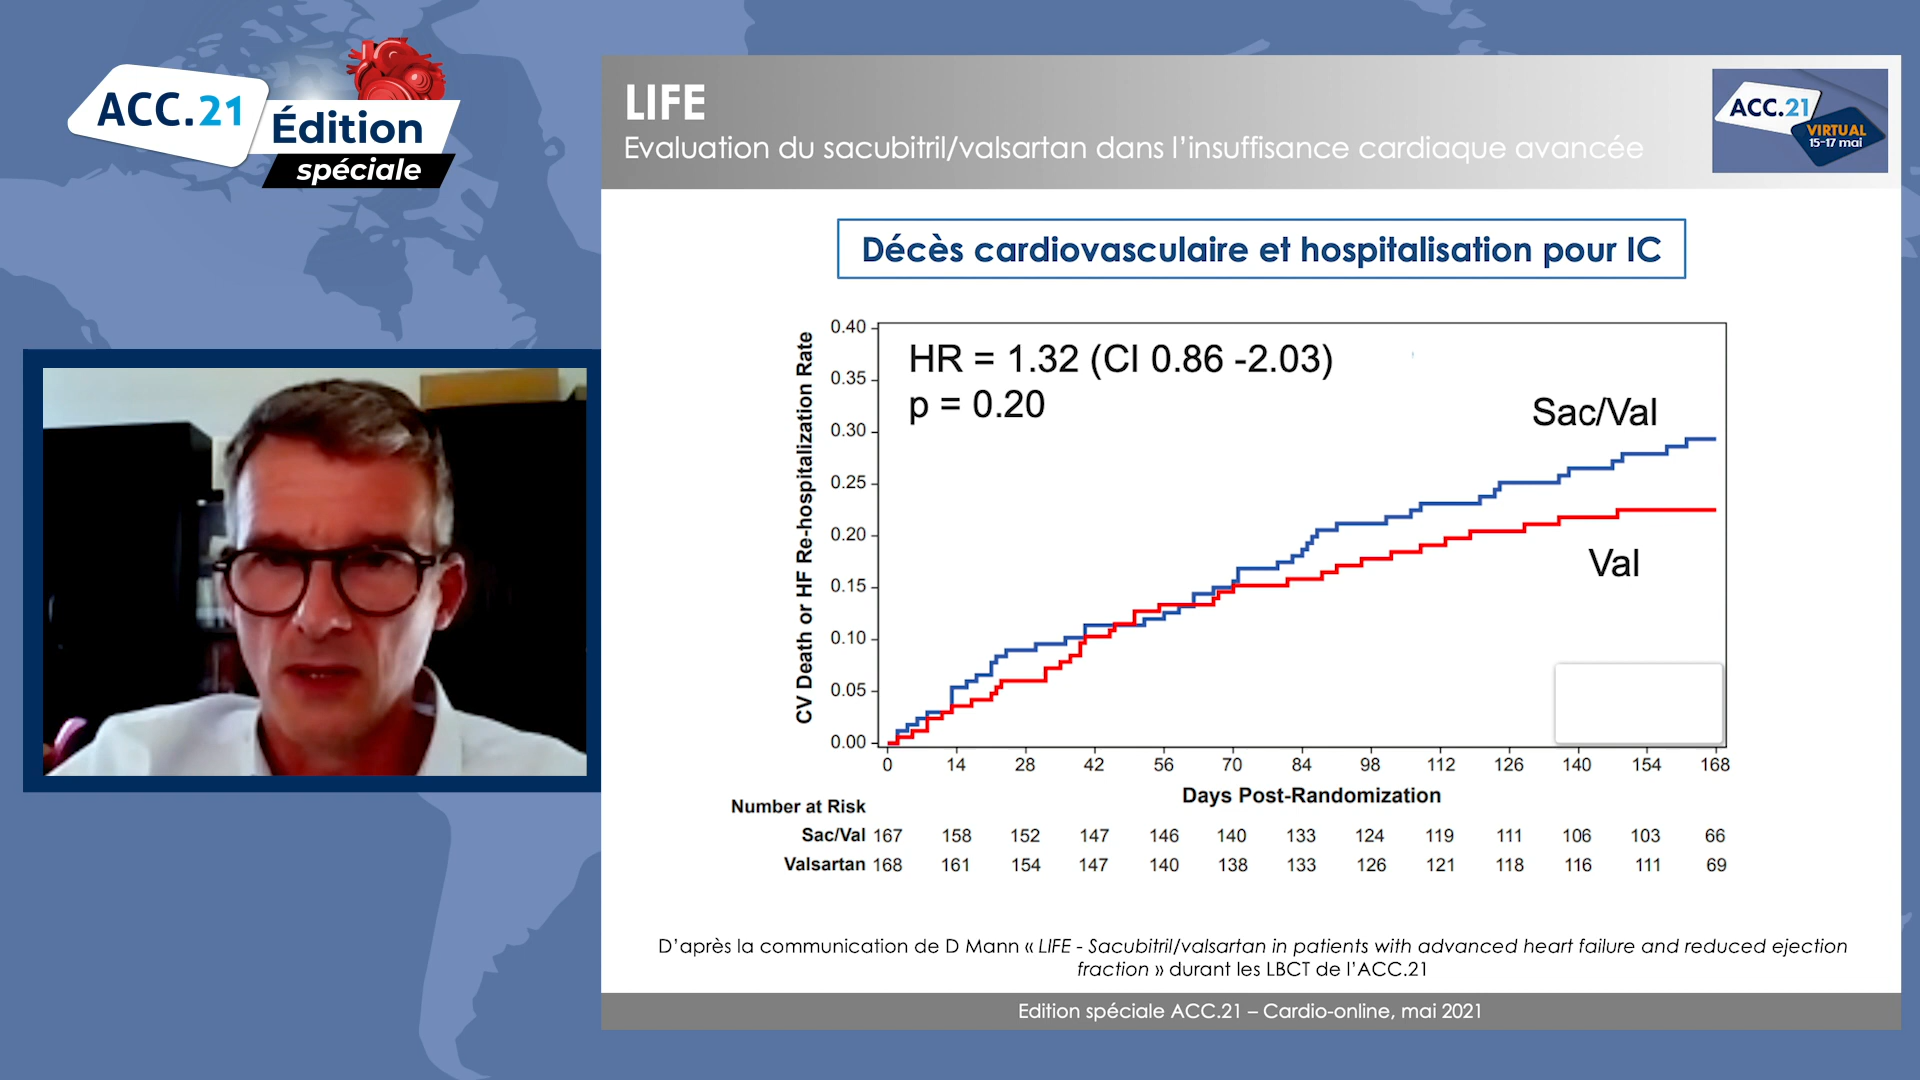 ACC.21
Édition
spéciale
LIFE
Evaluation du sacubitril/valsartan dans l'insuffisance cardiaque avancée
ACC.21
VIRTUAL
15-17 mai
Décès cardiovasculaire et hospitalisation pour IC
CV Death or HF Re-hospitalization Rate
0.40
0.35
0.30
0.25
0.20
0.15
0.10
0.05
0.00
HR = 1.32 (CI 0.86 -2.03)
p = 0.20
Sac/Val
Val
0 14 28 42 56 70 84 98 112 126 140 154 168
Days Post-Randomization
Number at Risk
Sac/Val 167 158 152 147 146 140 133 124 119 111 106 103 66
Valsartan 168 161 154 147 140 138 133 126 121 118 116 111 69
D'après la communication de D Mann « LIFE - Sacubitril/valsartan in patients with advanced heart failure and reduced ejection
fraction » durant les LBCT de l'ACC.21
Edition spéciale ACC.21 – Cardio-online, mai 2021